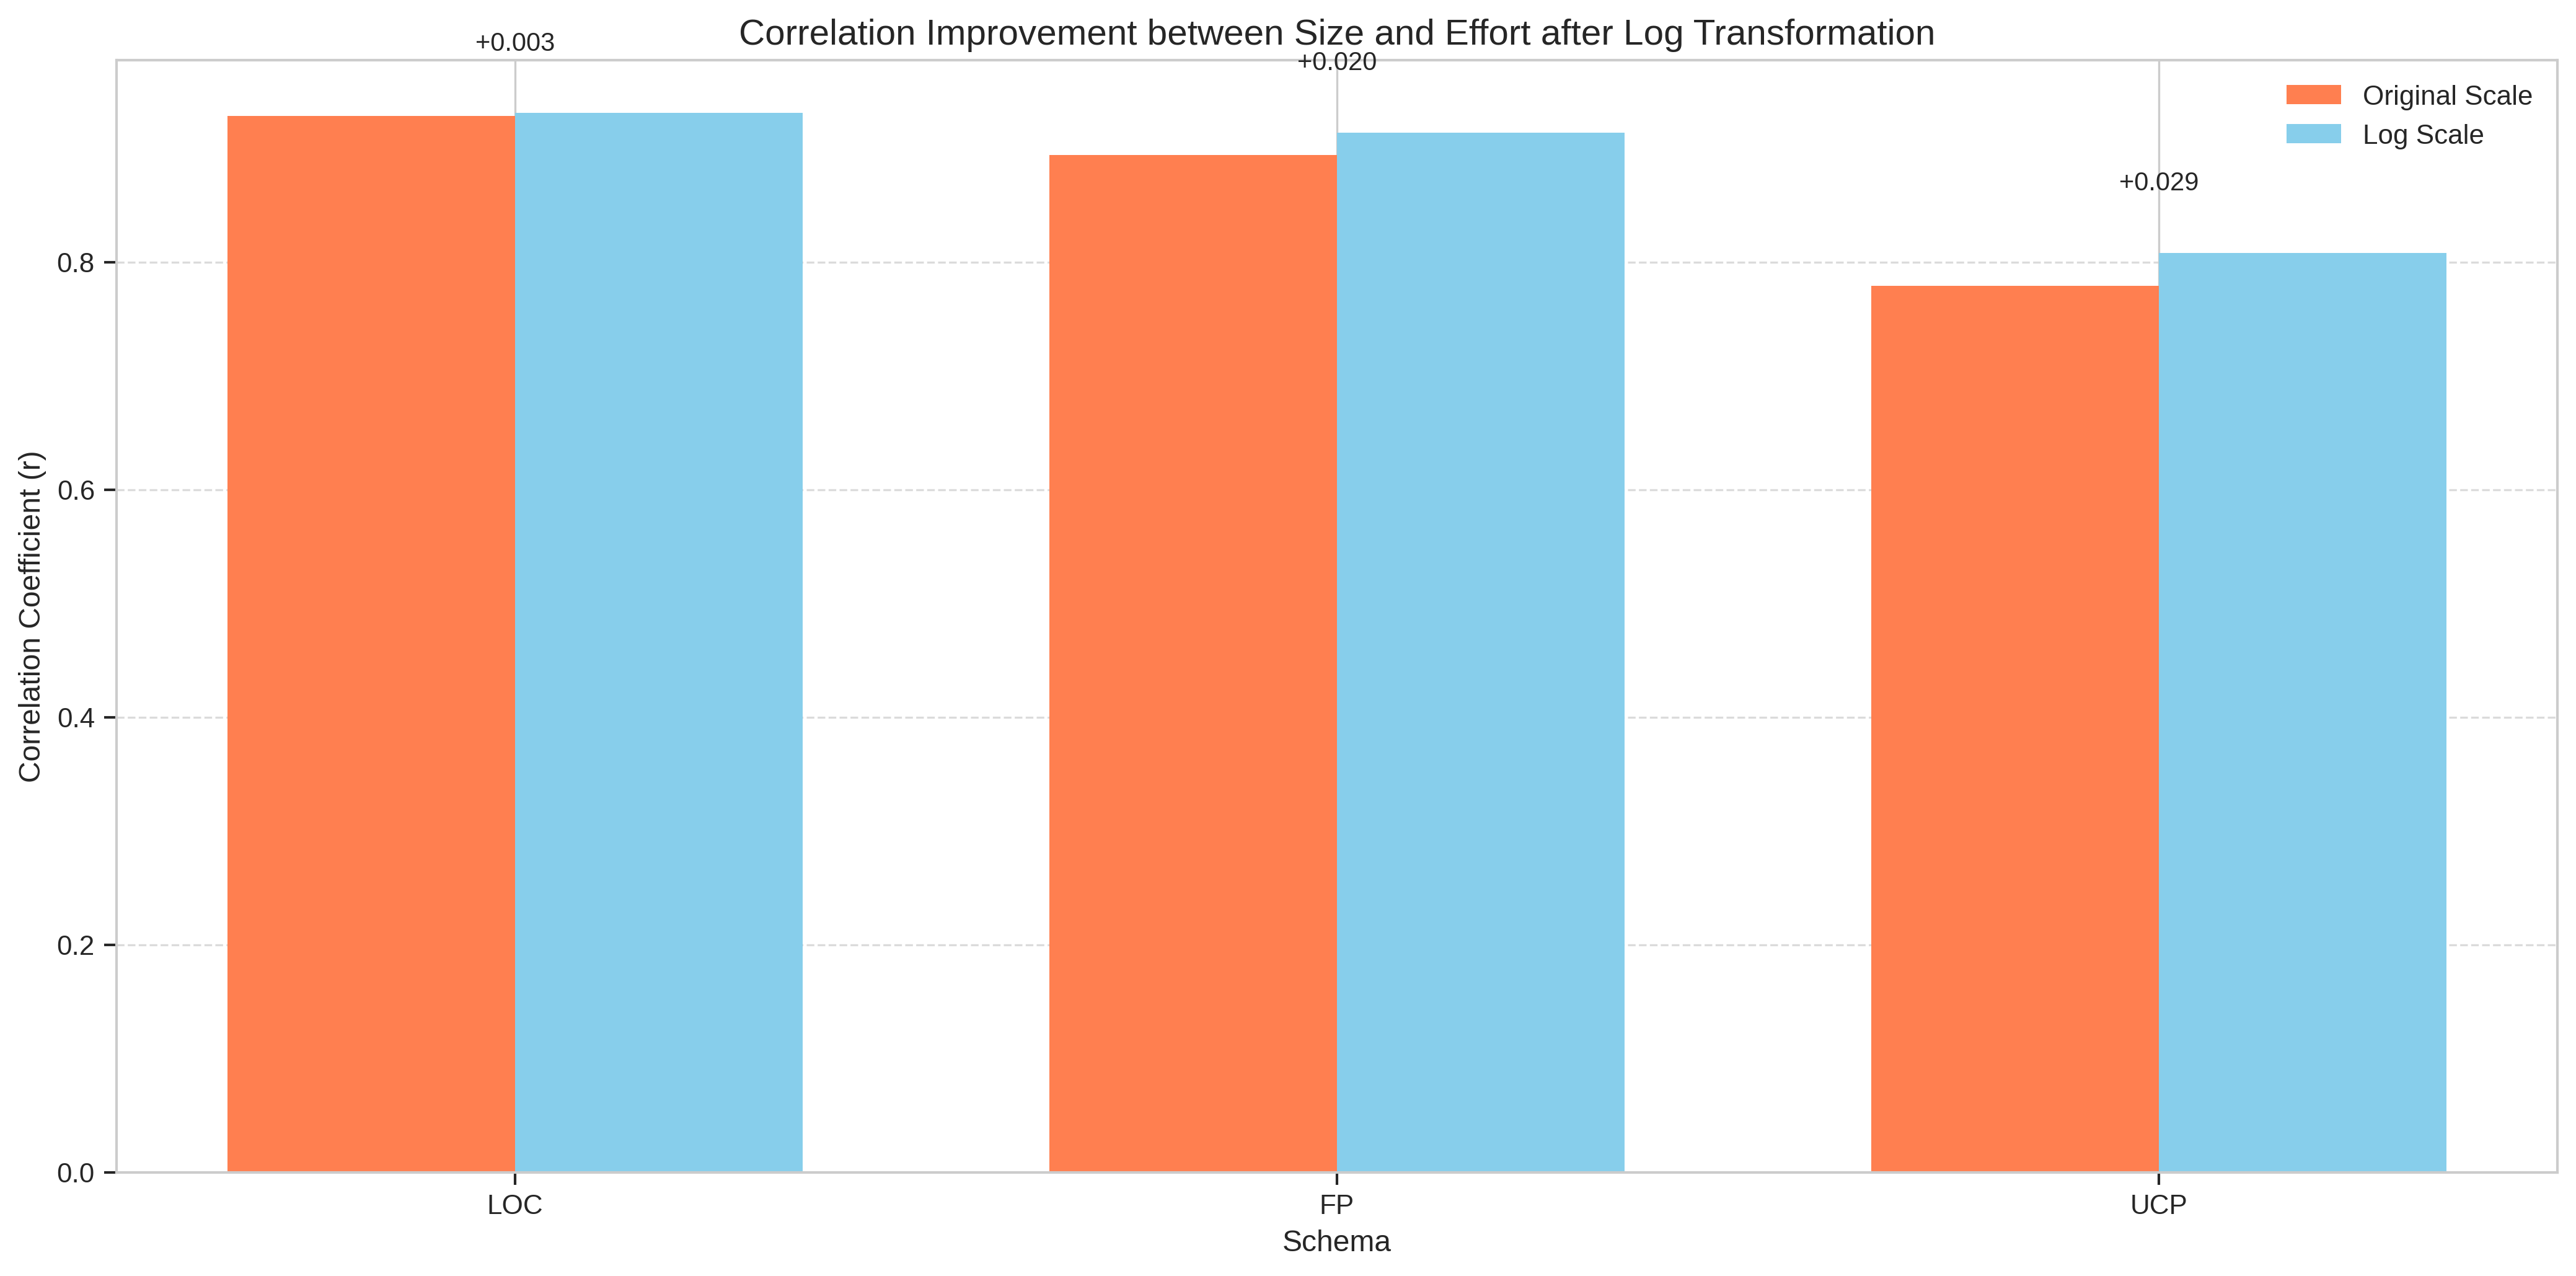 Correlation Improvement between Size and Effort after Log Transformation
+0.003
+0.020
+0.029
Original Scale
Log Scale
Correlation Coefficient (r)
0.8
0.6
0.4
0.2
0.0
LOC
FP
UCP
Schema